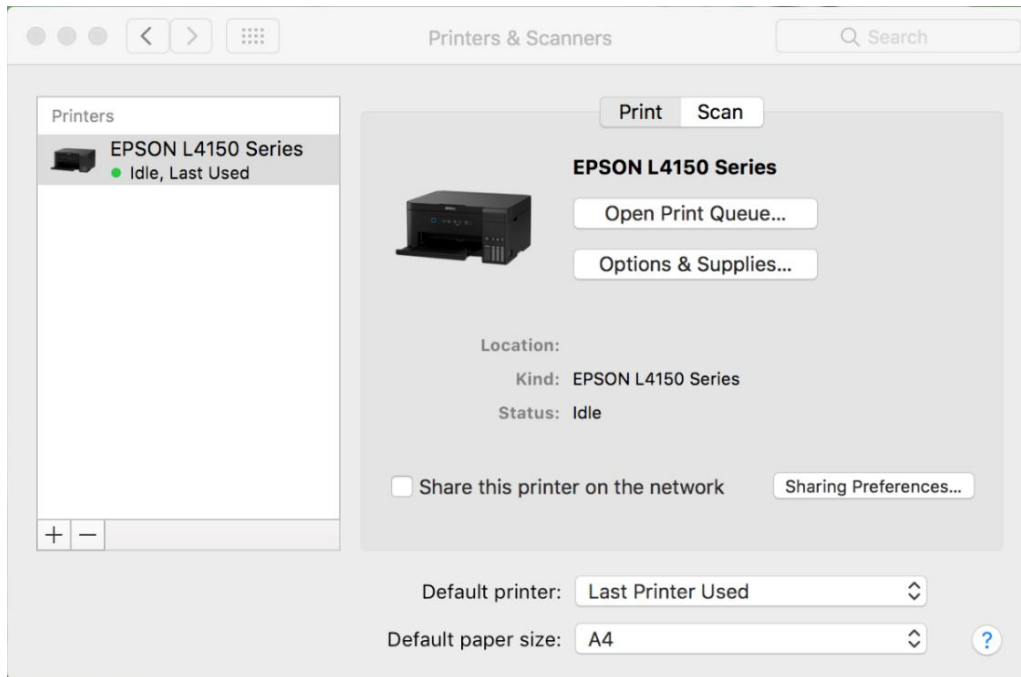 Printers & Scanners
Search
Printers
EPSON L4150 Series
Idle, Last Used
Print Scan
EPSON L4150 Series
Open Print Queue...
Options & Supplies...
Location:
Kind: EPSON L4150 Series
Status: Idle
Share this printer on the network
Sharing Preferences...
+ −
Default printer: Last Printer Used
Default paper size: A4
?